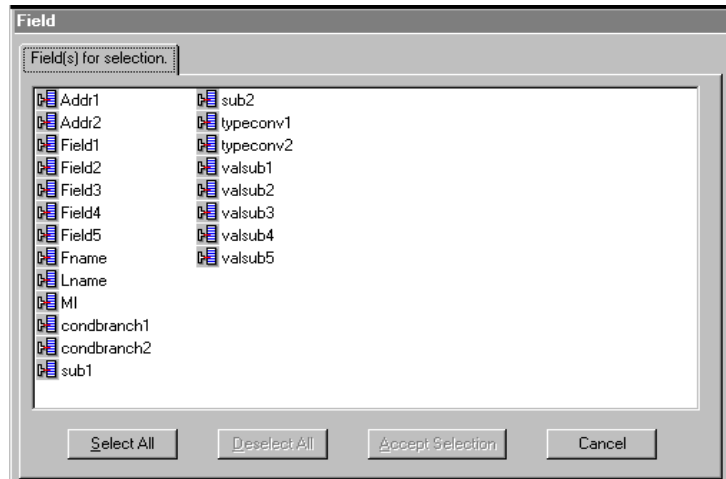 Field
Field(s) for selection.
Addr1
Addr2
Field1
Field2
Field3
Field4
Field5
Fname
Lname
MI
condbranch1
condbranch2
sub1
sub2
typeconv1
typeconv2
valsub1
valsub2
valsub3
valsub4
valsub5
Select All
Deselect All
Accept Selection
Cancel